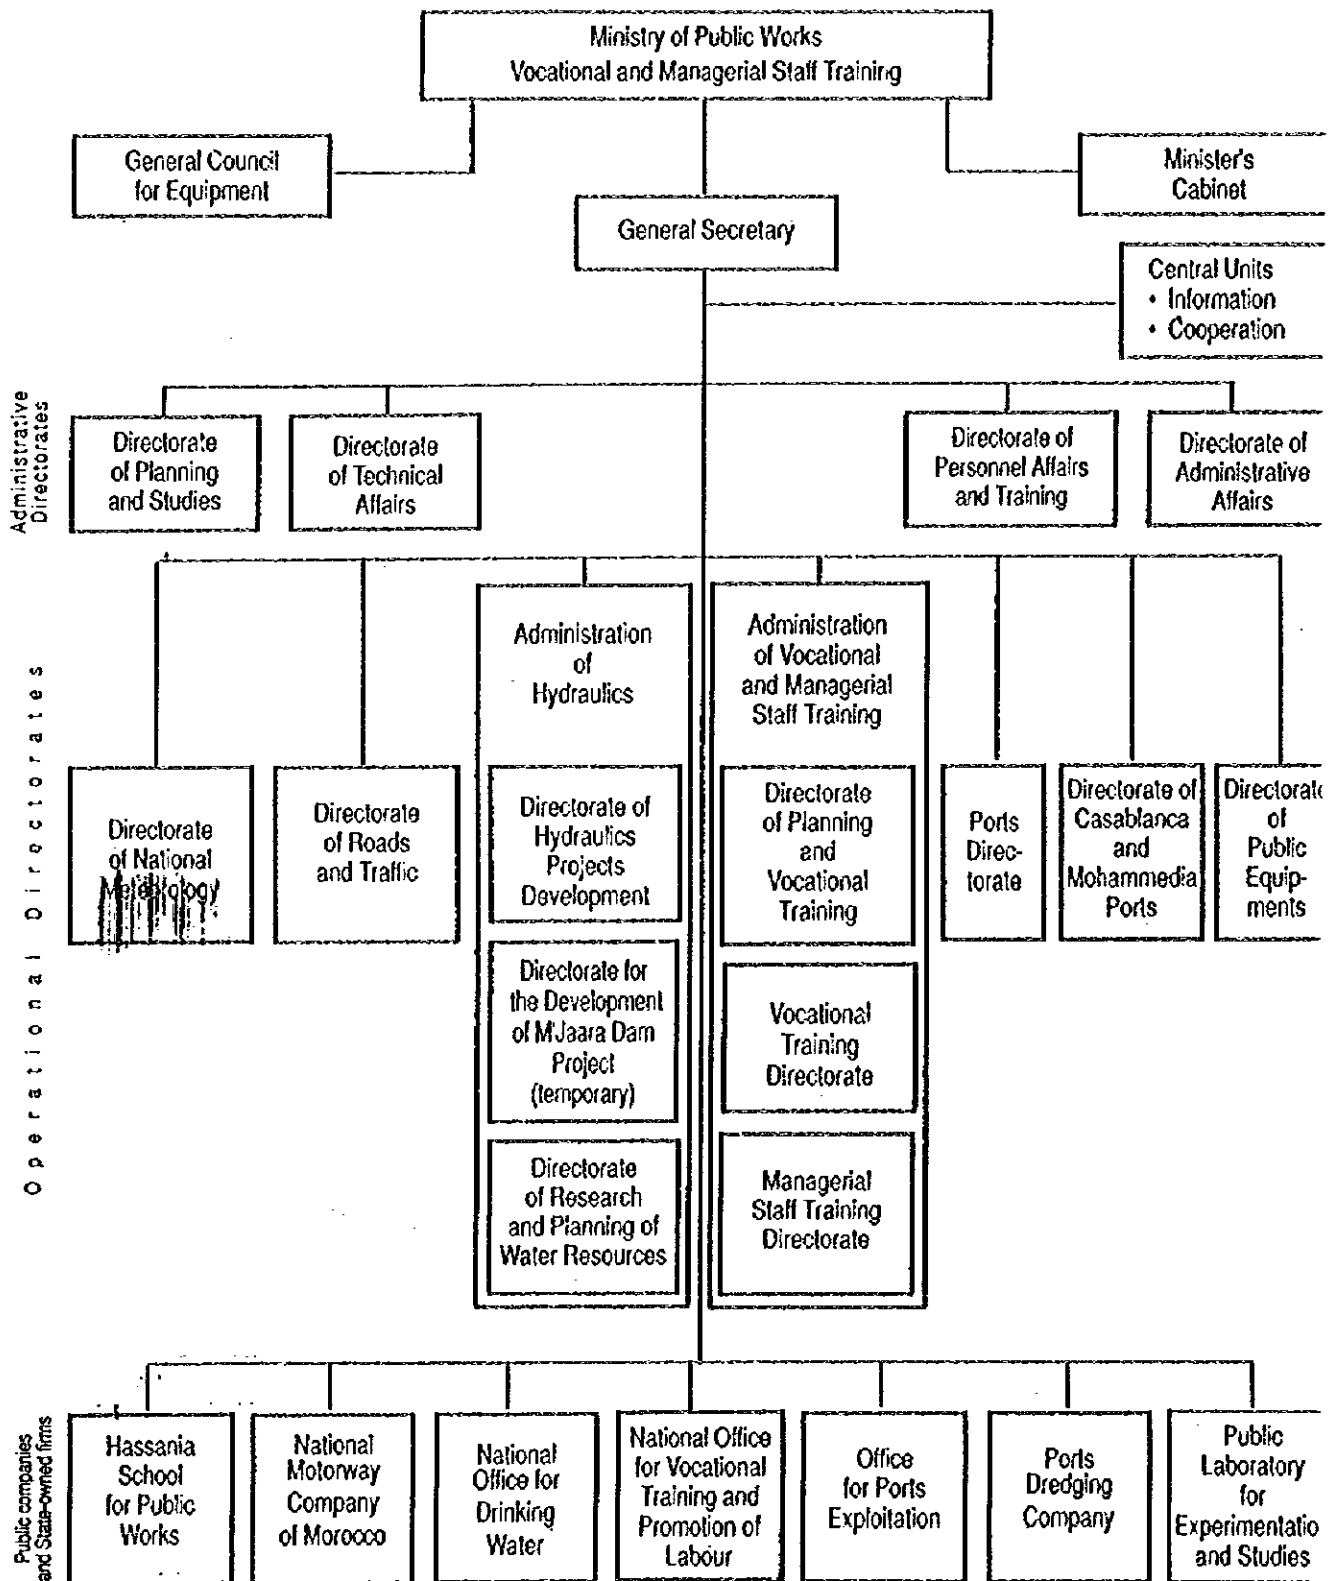 Ministry of Public Works
Vocational and Managerial Staff Training
General Council
for Equipment
Minister's
Cabinet
General Secretary
Central Units
• Information
• Cooperation
Administrative
Directorates
Directorate
of Planning
and Studies
Directorate
of Technical
Affairs
Directorate of
Personnel Affairs
and Training
Directorate of
Administrative
Affairs
Operational Directorates
Administration
of
Hydraulics
Administration
of Vocational
and Managerial
Staff Training
Directorate
of National
Meteorology
Directorate
of Roads
and Traffic
Directorate of
Hydraulics
Projects
Development
Directorate
of Planning
and
Vocational
Training
Ports
Direc-
torate
Directorate of
Casablanca
and
Mohammedia
Ports
Directorate
of
Public
Equip-
ments
Directorate for
the Development
of M'Jaara Dam
Project
(temporary)
Vocational
Training
Directorate
Directorate
of Research
and Planning of
Water Resources
Managerial
Staff Training
Directorate
Public companies
and State-owned firms
Hassania
School
for Public
Works
National
Motorway
Company
of Morocco
National
Office for
Drinking
Water
National Office
for Vocational
Training and
Promotion of
Labour
Office
for Ports
Exploitation
Ports
Dredging
Company
Public
Laboratory
for
Experimentatio
and Studies